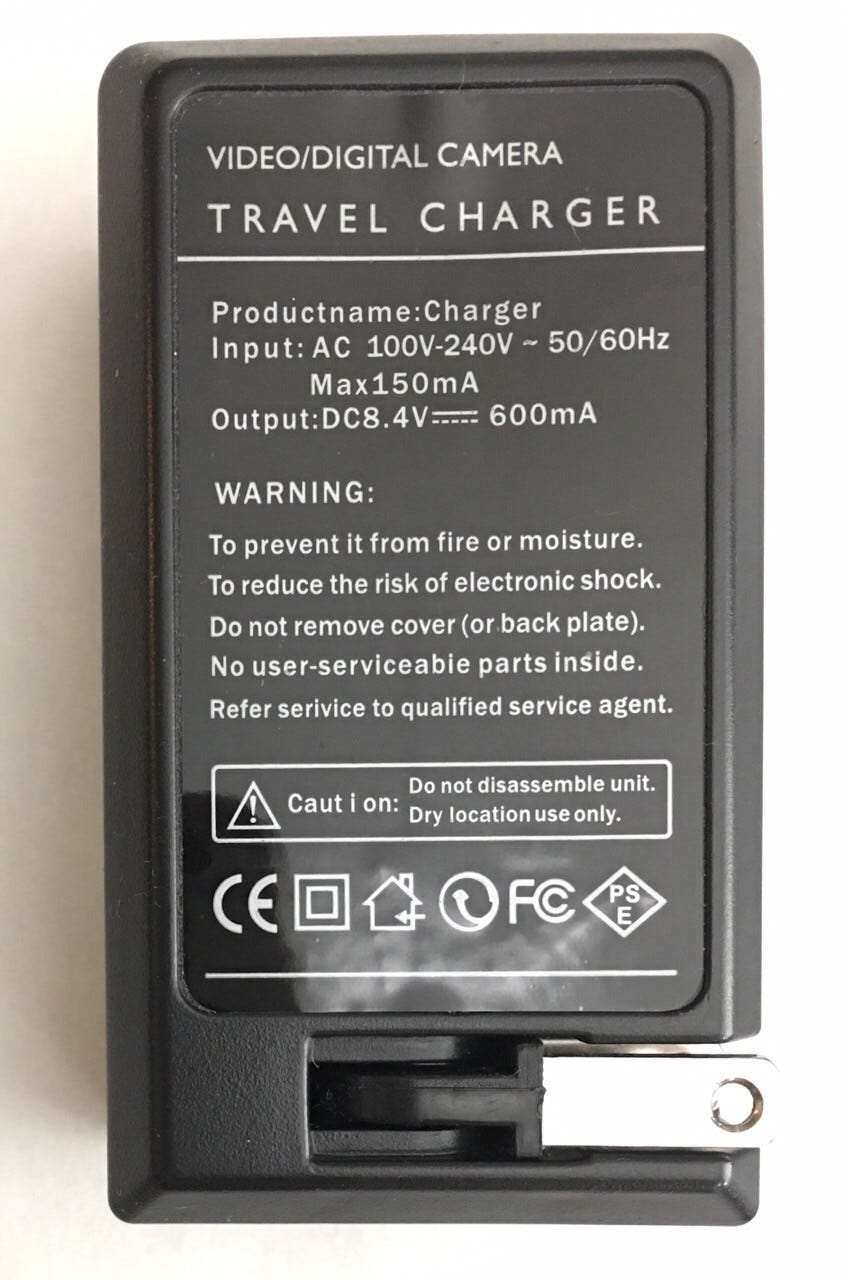 VIDEO/DIGITAL CAMERA
TRAVEL CHARGER
Productname:Charger
Input: AC 100V-240V ~ 50/60Hz
Max150mA
Output:DC8.4V⎓ 600mA
WARNING:
To prevent it from fire or moisture.
To reduce the risk of electronic shock.
Do not remove cover (or back plate).
No user-serviceabie parts inside.
Refer serivice to qualified service agent.
Caut i on: Do not disassemble unit.
Dry location use only.
CE FC PS
E